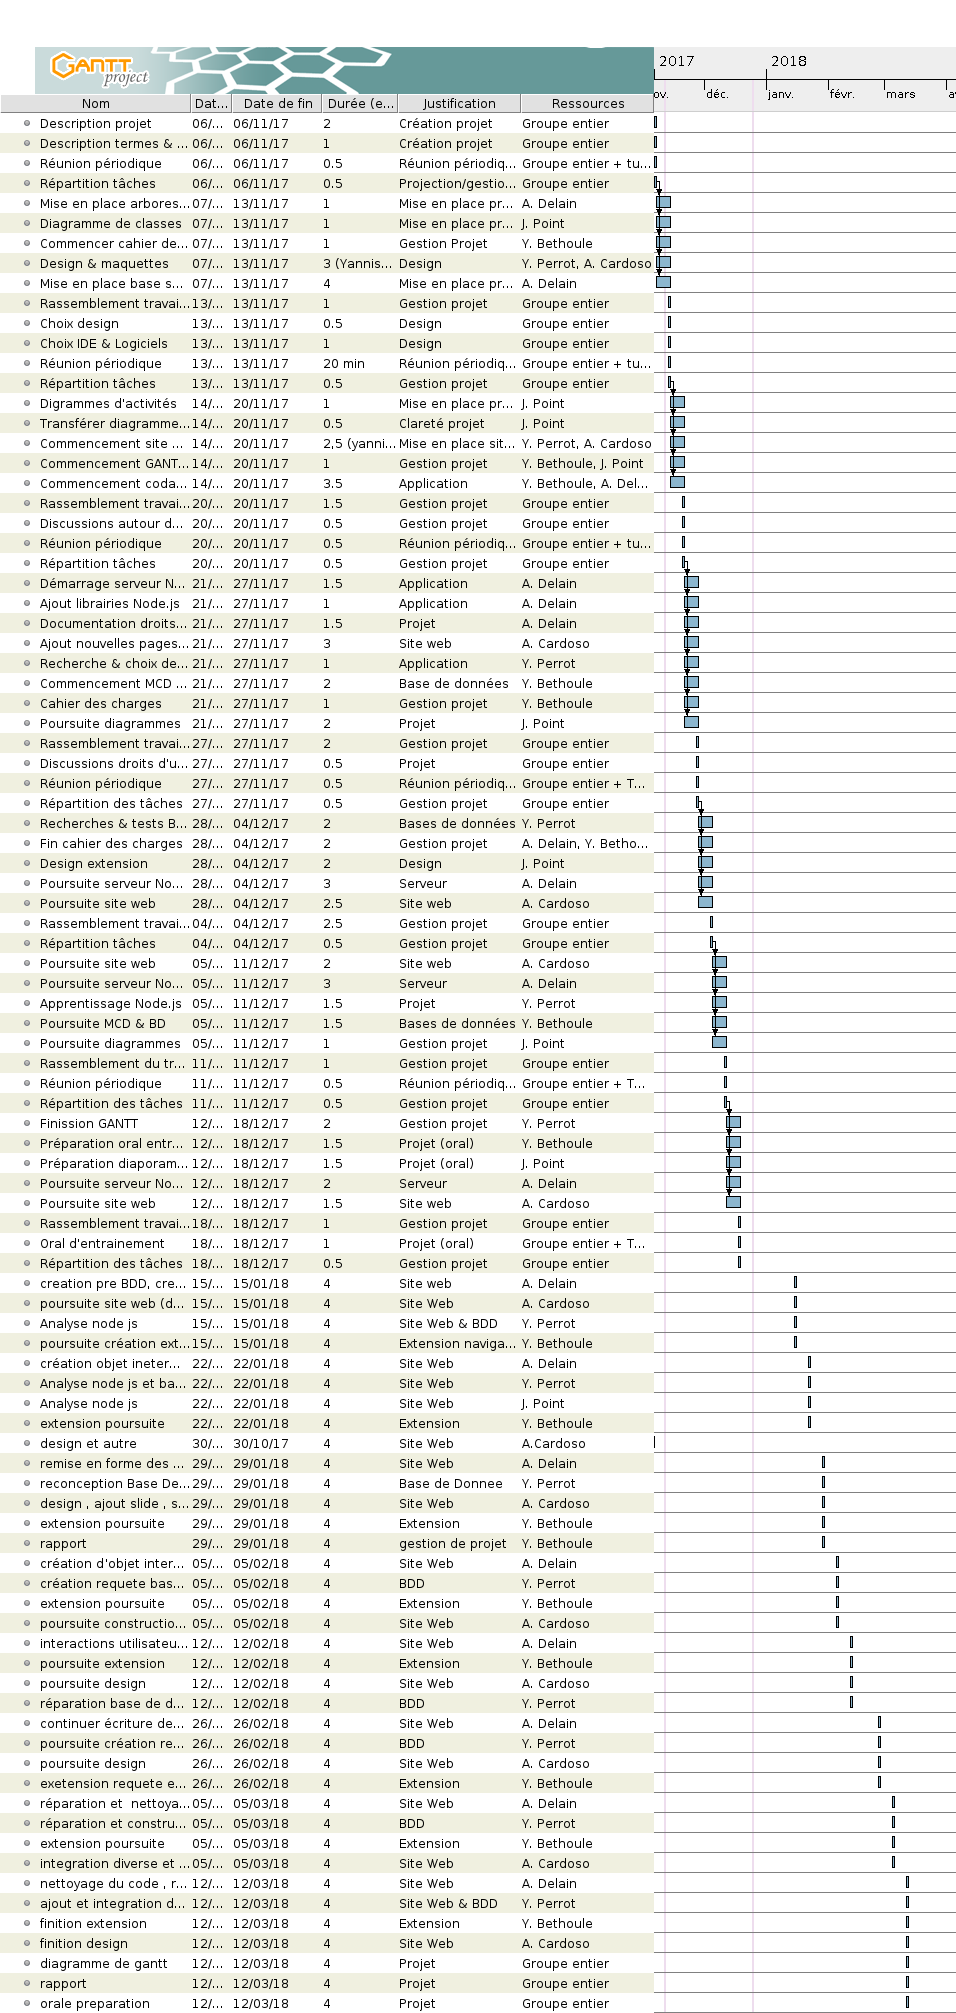 GANTT
project
2017 2018
ov. déc. janv. févr. mars av
Nom Dat... Date de fin Durée (e... Justification Ressources
Description projet 06/... 06/11/17 2 Création projet Groupe entier
Description termes & ... 06/... 06/11/17 1 Création projet Groupe entier
Réunion périodique 06/... 06/11/17 0.5 Réunion périodiq... Groupe entier + tu...
Répartition tâches 06/... 06/11/17 0.5 Projection/gestio... Groupe entier
Mise en place arbores... 07/... 13/11/17 1 Mise en place pr... A. Delain
Diagramme de classes 07/... 13/11/17 1 Mise en place pr... J. Point
Commencer cahier de... 07/... 13/11/17 1 Gestion Projet Y. Bethoule
Design & maquettes 07/... 13/11/17 3 (Yannis... Design Y. Perrot, A. Cardoso
Mise en place base s... 07/... 13/11/17 4 Mise en place pr... A. Delain
Rassemblement travai... 13/... 13/11/17 1 Gestion projet Groupe entier
Choix design 13/... 13/11/17 0.5 Design Groupe entier
Choix IDE & Logiciels 13/... 13/11/17 1 Design Groupe entier
Réunion périodique 13/... 13/11/17 20 min Réunion périodiq... Groupe entier + tu...
Répartition tâches 13/... 13/11/17 0.5 Gestion projet Groupe entier
Digrammes d'activités 14/... 20/11/17 1 Mise en place pr... J. Point
Transférer diagramme... 14/... 20/11/17 0.5 Clareté projet J. Point
Commencement site ... 14/... 20/11/17 2,5 (yanni... Mise en place sit... Y. Perrot, A. Cardoso
Commencement GANT... 14/... 20/11/17 1 Gestion projet Y. Bethoule, J. Point
Commencement coda... 14/... 20/11/17 3.5 Application Y. Bethoule, A. Del...
Rassemblement travai... 20/... 20/11/17 1.5 Gestion projet Groupe entier
Discussions autour d... 20/... 20/11/17 0.5 Gestion projet Groupe entier
Réunion périodique 20/... 20/11/17 0.5 Réunion périodiq... Groupe entier + tu...
Répartition tâches 20/... 20/11/17 0.5 Gestion projet Groupe entier
Démarrage serveur N... 21/... 27/11/17 1.5 Application A. Delain
Ajout librairies Node.js 21/... 27/11/17 1 Application A. Delain
Documentation droits... 21/... 27/11/17 1.5 Projet A. Delain
Ajout nouvelles pages... 21/... 27/11/17 3 Site web A. Cardoso
Recherche & choix de... 21/... 27/11/17 1 Application Y. Perrot
Commencement MCD ... 21/... 27/11/17 2 Base de données Y. Bethoule
Cahier des charges 21/... 27/11/17 1 Gestion projet Y. Bethoule
Poursuite diagrammes 21/... 27/11/17 2 Projet J. Point
Rassemblement travai... 27/... 27/11/17 2 Gestion projet Groupe entier
Discussions droits d'u... 27/... 27/11/17 0.5 Projet Groupe entier
Réunion périodique 27/... 27/11/17 0.5 Réunion périodiq... Groupe entier + T...
Répartition des tâches 27/... 27/11/17 0.5 Gestion projet Groupe entier
Recherches & tests B... 28/... 04/12/17 2 Bases de données Y. Perrot
Fin cahier des charges 28/... 04/12/17 2 Gestion projet A. Delain, Y. Betho...
Design extension 28/... 04/12/17 2 Design J. Point
Poursuite serveur No... 28/... 04/12/17 3 Serveur A. Delain
Poursuite site web 28/... 04/12/17 2.5 Site web A. Cardoso
Rassemblement travai... 04/... 04/12/17 2.5 Gestion projet Groupe entier
Répartition tâches 04/... 04/12/17 0.5 Gestion projet Groupe entier
Poursuite site web 05/... 11/12/17 2 Site web A. Cardoso
Poursuite serveur No... 05/... 11/12/17 3 Serveur A. Delain
Apprentissage Node.js 05/... 11/12/17 1.5 Projet Y. Perrot
Poursuite MCD & BD 05/... 11/12/17 1.5 Bases de données Y. Bethoule
Poursuite diagrammes 05/... 11/12/17 1 Gestion projet J. Point
Rassemblement du tr... 11/... 11/12/17 1 Gestion projet Groupe entier
Réunion périodique 11/... 11/12/17 0.5 Réunion périodiq... Groupe entier + T...
Répartition des tâches 11/... 11/12/17 0.5 Gestion projet Groupe entier
Finission GANTT 12/... 18/12/17 2 Gestion projet Y. Perrot
Préparation oral entr... 12/... 18/12/17 1.5 Projet (oral) Y. Bethoule
Préparation diaporam... 12/... 18/12/17 1.5 Projet (oral) J. Point
Poursuite serveur No... 12/... 18/12/17 2 Serveur A. Delain
Poursuite site web 12/... 18/12/17 1.5 Site web A. Cardoso
Rassemblement travai... 18/... 18/12/17 1 Gestion projet Groupe entier
Oral d'entrainement 18/... 18/12/17 1 Projet (oral) Groupe entier + T...
Répartition des tâches 18/... 18/12/17 0.5 Gestion projet Groupe entier
creation pre BDD, cre... 15/... 15/01/18 4 Site web A. Delain
poursuite site web (d... 15/... 15/01/18 4 Site Web A. Cardoso
Analyse node js 15/... 15/01/18 4 Site Web & BDD Y. Perrot
poursuite création ext... 15/... 15/01/18 4 Extension naviga... Y. Bethoule
création objet ineter... 22/... 22/01/18 4 Site Web A. Delain
Analyse node js et ba... 22/... 22/01/18 4 Site Web Y. Perrot
Analyse node js 22/... 22/01/18 4 Site Web J. Point
extension poursuite 22/... 22/01/18 4 Extension Y. Bethoule
design et autre 30/... 30/10/17 4 Site Web A.Cardoso
remise en forme des ... 29/... 29/01/18 4 Site Web A. Delain
reconception Base De... 29/... 29/01/18 4 Base de Donnee Y. Perrot
design , ajout slide , s... 29/... 29/01/18 4 Site Web A. Cardoso
extension poursuite 29/... 29/01/18 4 Extension Y. Bethoule
rapport 29/... 29/01/18 4 gestion de projet Y. Bethoule
création d'objet inter... 05/... 05/02/18 4 Site Web A. Delain
création requete bas... 05/... 05/02/18 4 BDD Y. Perrot
extension poursuite 05/... 05/02/18 4 Extension Y. Bethoule
poursuite constructio... 05/... 05/02/18 4 Site Web A. Cardoso
interactions utilisateu... 12/... 12/02/18 4 Site Web A. Delain
poursuite extension 12/... 12/02/18 4 Extension Y. Bethoule
poursuite design 12/... 12/02/18 4 Site Web A. Cardoso
réparation base de d... 12/... 12/02/18 4 BDD Y. Perrot
continuer écriture de... 26/... 26/02/18 4 Site Web A. Delain
poursuite création re... 26/... 26/02/18 4 BDD Y. Perrot
poursuite design 26/... 26/02/18 4 Site Web A. Cardoso
exetension requete e... 26/... 26/02/18 4 Extension Y. Bethoule
réparation et nettoya... 05/... 05/03/18 4 Site Web A. Delain
réparation et constru... 05/... 05/03/18 4 BDD Y. Perrot
extension poursuite 05/... 05/03/18 4 Extension Y. Bethoule
integration diverse et ... 05/... 05/03/18 4 Site Web A. Cardoso
nettoyage du code , r... 12/... 12/03/18 4 Site Web A. Delain
ajout et integration d... 12/... 12/03/18 4 Site Web & BDD Y. Perrot
finition extension 12/... 12/03/18 4 Extension Y. Bethoule
finition design 12/... 12/03/18 4 Site Web A. Cardoso
diagramme de gantt 12/... 12/03/18 4 Projet Groupe entier
rapport 12/... 12/03/18 4 Projet Groupe entier
orale preparation 12/... 12/03/18 4 Projet Groupe entier